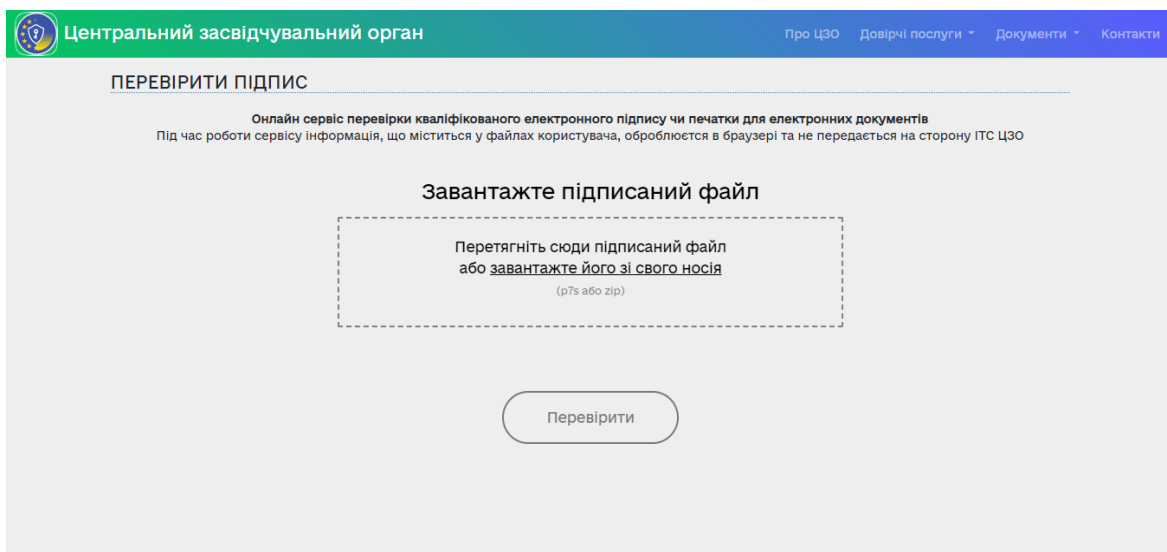 Центральний засвідчувальний орган
Про ЦЗО Довірчі послуги Документи Контакти
ПЕРЕВІРИТИ ПІДПИС
Онлайн сервіс перевірки кваліфікованого електронного підпису чи печатки для електронних документів
Під час роботи сервісу інформація, що міститься у файлах користувача, оброблюєтся в браузері та не передається на сторону ІТС ЦЗО
Завантажте підписаний файл
Перетягніть сюди підписаний файл
або завантажте його зі свого носія
(p7s або zip)
Перевірити